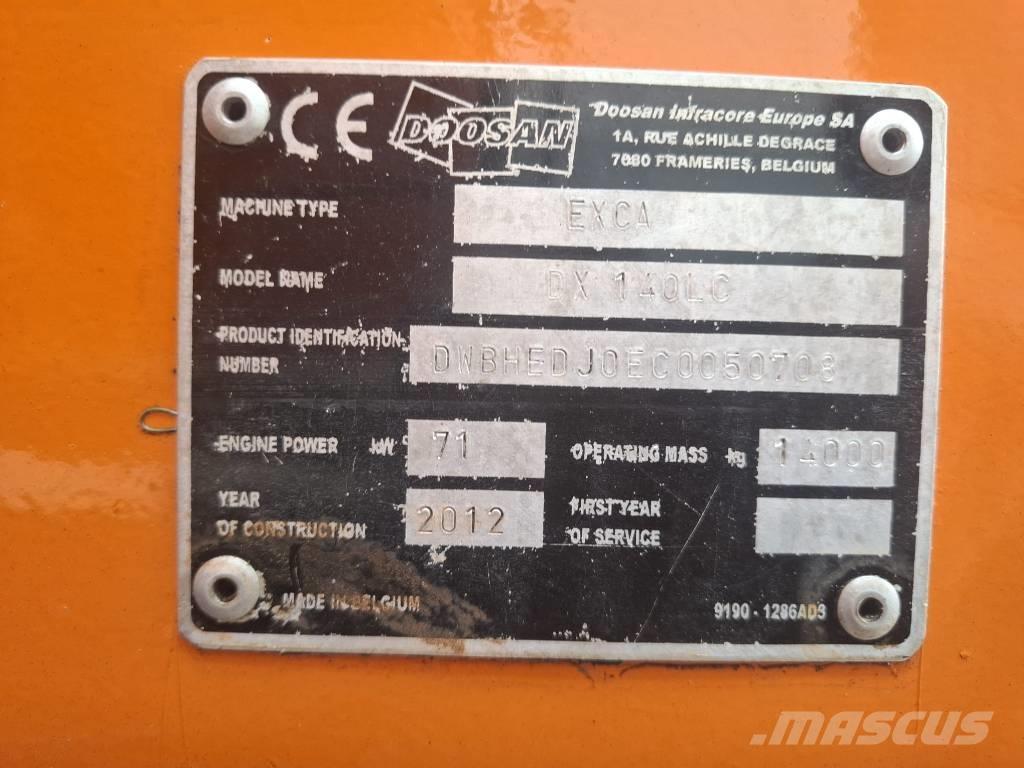 CE DOOSAN Doosan Infracore Europe SA
1A, RUE ACHILLE DEGRACE
7080 FRAMERIES, BELGIUM
MACHINE TYPE EXCA
MODEL NAME DX 140LC
PRODUCT IDENTIFICATION
NUMBER DWBHEDJ0EC0050708
ENGINE POWER kW 71 OPERATING MASS kg 14000
YEAR
OF CONSTRUCTION 2012
FIRST YEAR
OF SERVICE
MADE IN BELGIUM 9190 - 1286AD3
MASCUS